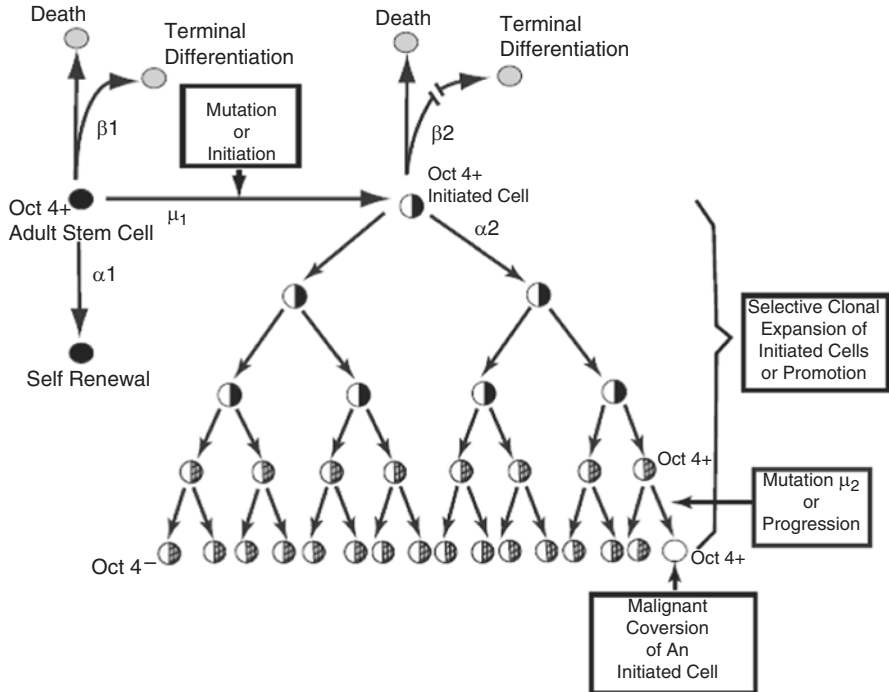 Death
Terminal
Differentiation
β1
Mutation
or
Initiation
Death
Terminal
Differentiation
β2
Oct 4+
Adult Stem Cell
μ1
Oct 4+
Initiated Cell
α2
α1
Self Renewal
Selective Clonal
Expansion of
Initiated Cells
or Promotion
Oct 4+
Mutation μ2
or
Progression
Oct 4−
Oct 4+
Malignant
Coversion
of An
Initiated Cell